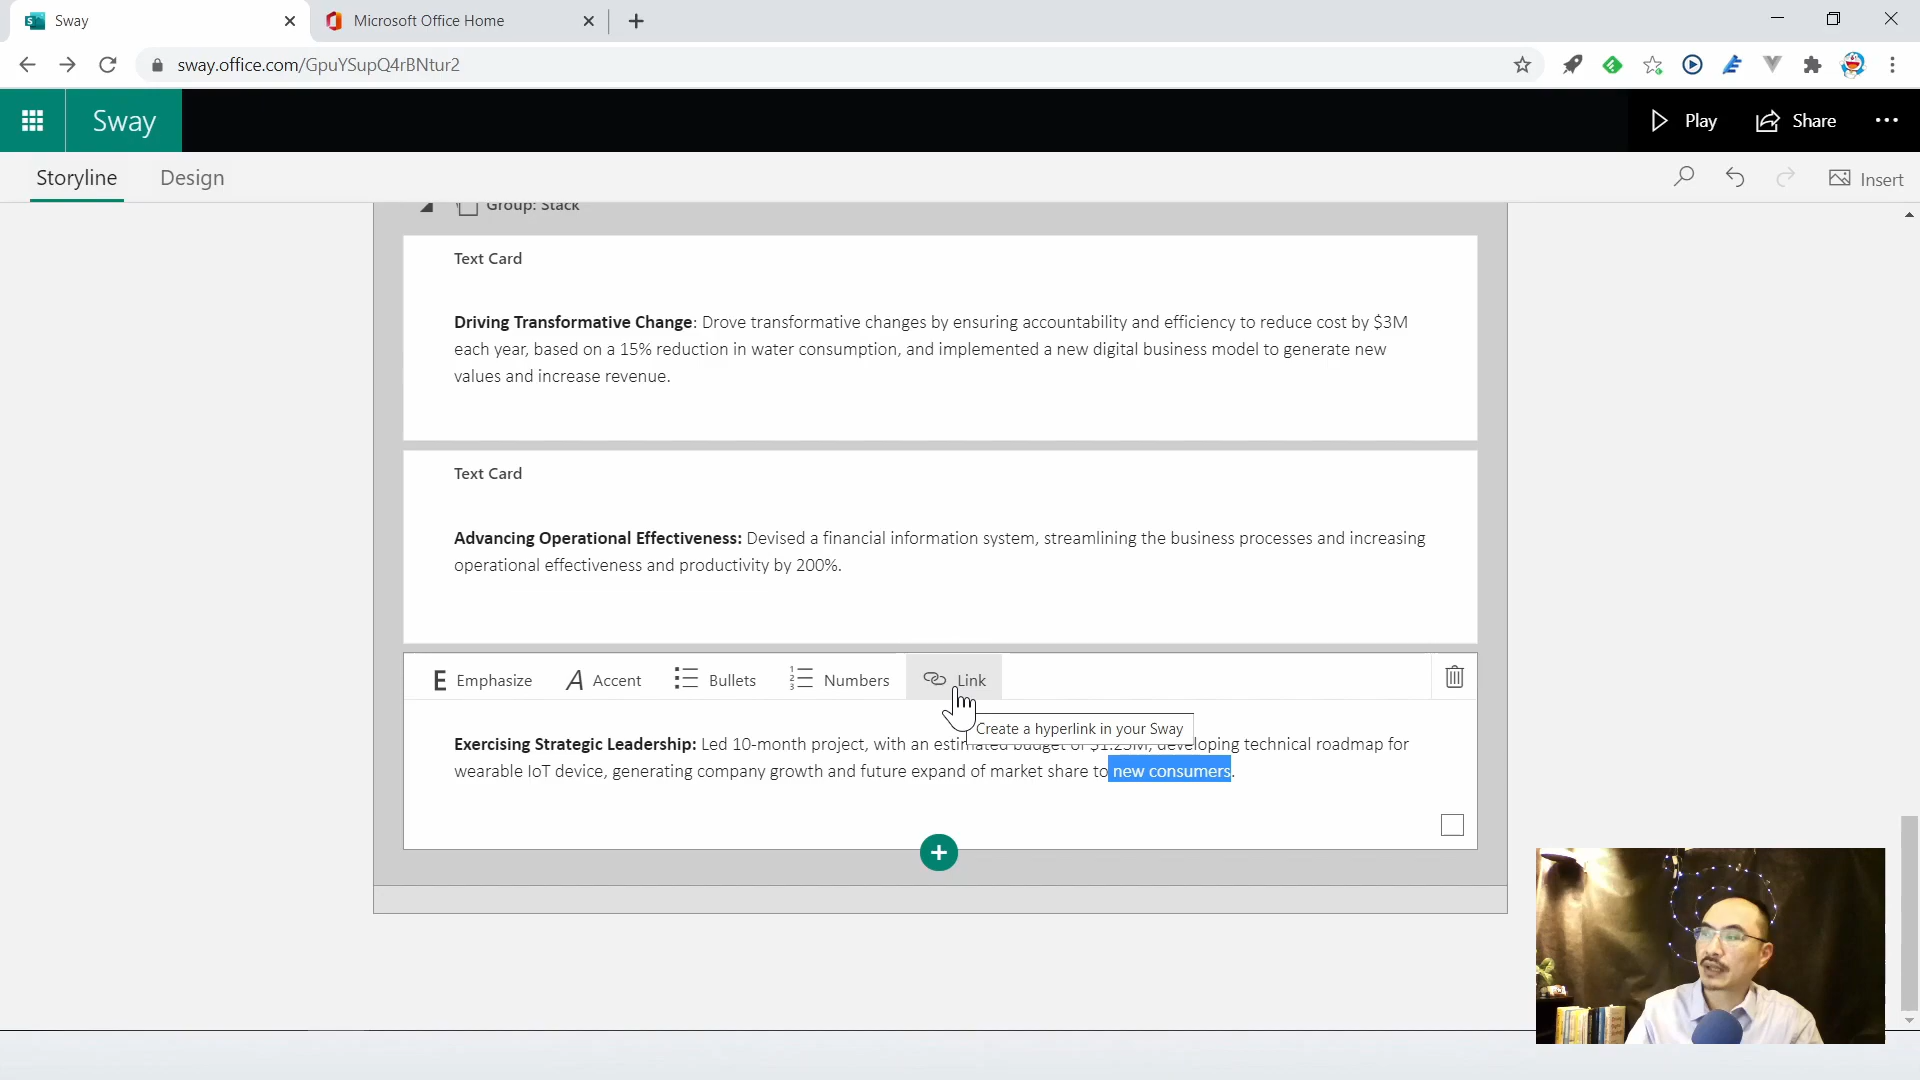 Sway
Microsoft Office Home
sway.office.com/GpuYSupQ4rBNtur2
Sway
Play
Share
Storyline
Design
Insert
Group: Stack
Text Card
Driving Transformative Change: Drove transformative changes by ensuring accountability and efficiency to reduce cost by $3M
each year, based on a 15% reduction in water consumption, and implemented a new digital business model to generate new
values and increase revenue.
Text Card
Advancing Operational Effectiveness: Devised a financial information system, streamlining the business processes and increasing
operational effectiveness and productivity by 200%.
E Emphasize
A Accent
Bullets
Numbers
Link
Create a hyperlink in your Sway
Exercising Strategic Leadership: Led 10-month project, with an estimated budget of $1.25M, developing technical roadmap for
wearable IoT device, generating company growth and future expand of market share to new consumers.